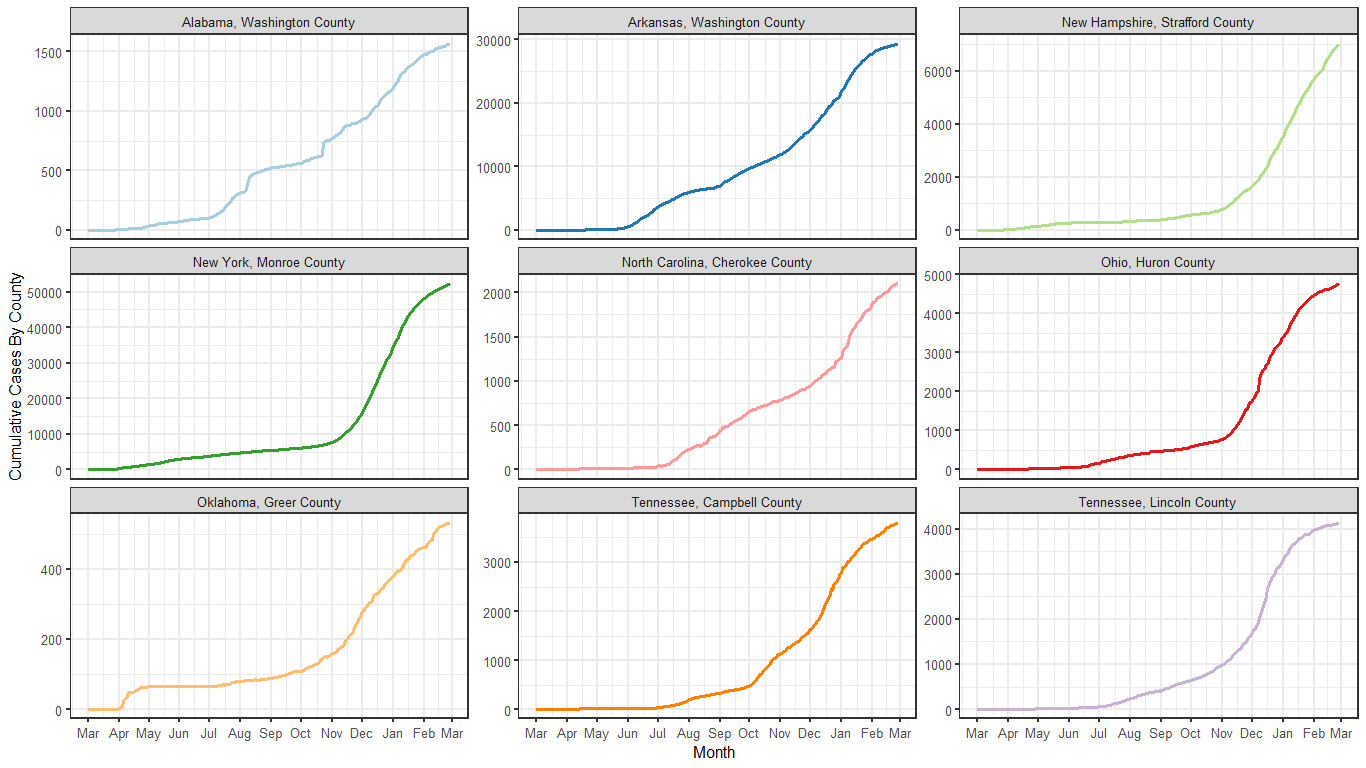 Alabama, Washington County
Arkansas, Washington County
New Hampshire, Strafford County
1500
1000
500
0
30000
20000
10000
0
6000
4000
2000
0
New York, Monroe County
North Carolina, Cherokee County
Ohio, Huron County
50000
40000
30000
20000
10000
0
2000
1500
1000
500
0
5000
4000
3000
2000
1000
0
Oklahoma, Greer County
Tennessee, Campbell County
Tennessee, Lincoln County
400
200
0
3000
2000
1000
0
4000
3000
2000
1000
0
Mar Apr May Jun Jul Aug Sep Oct Nov Dec Jan Feb Mar
Mar Apr May Jun Jul Aug Sep Oct Nov Dec Jan Feb Mar
Mar Apr May Jun Jul Aug Sep Oct Nov Dec Jan Feb Mar
Month
Cumulative Cases By County